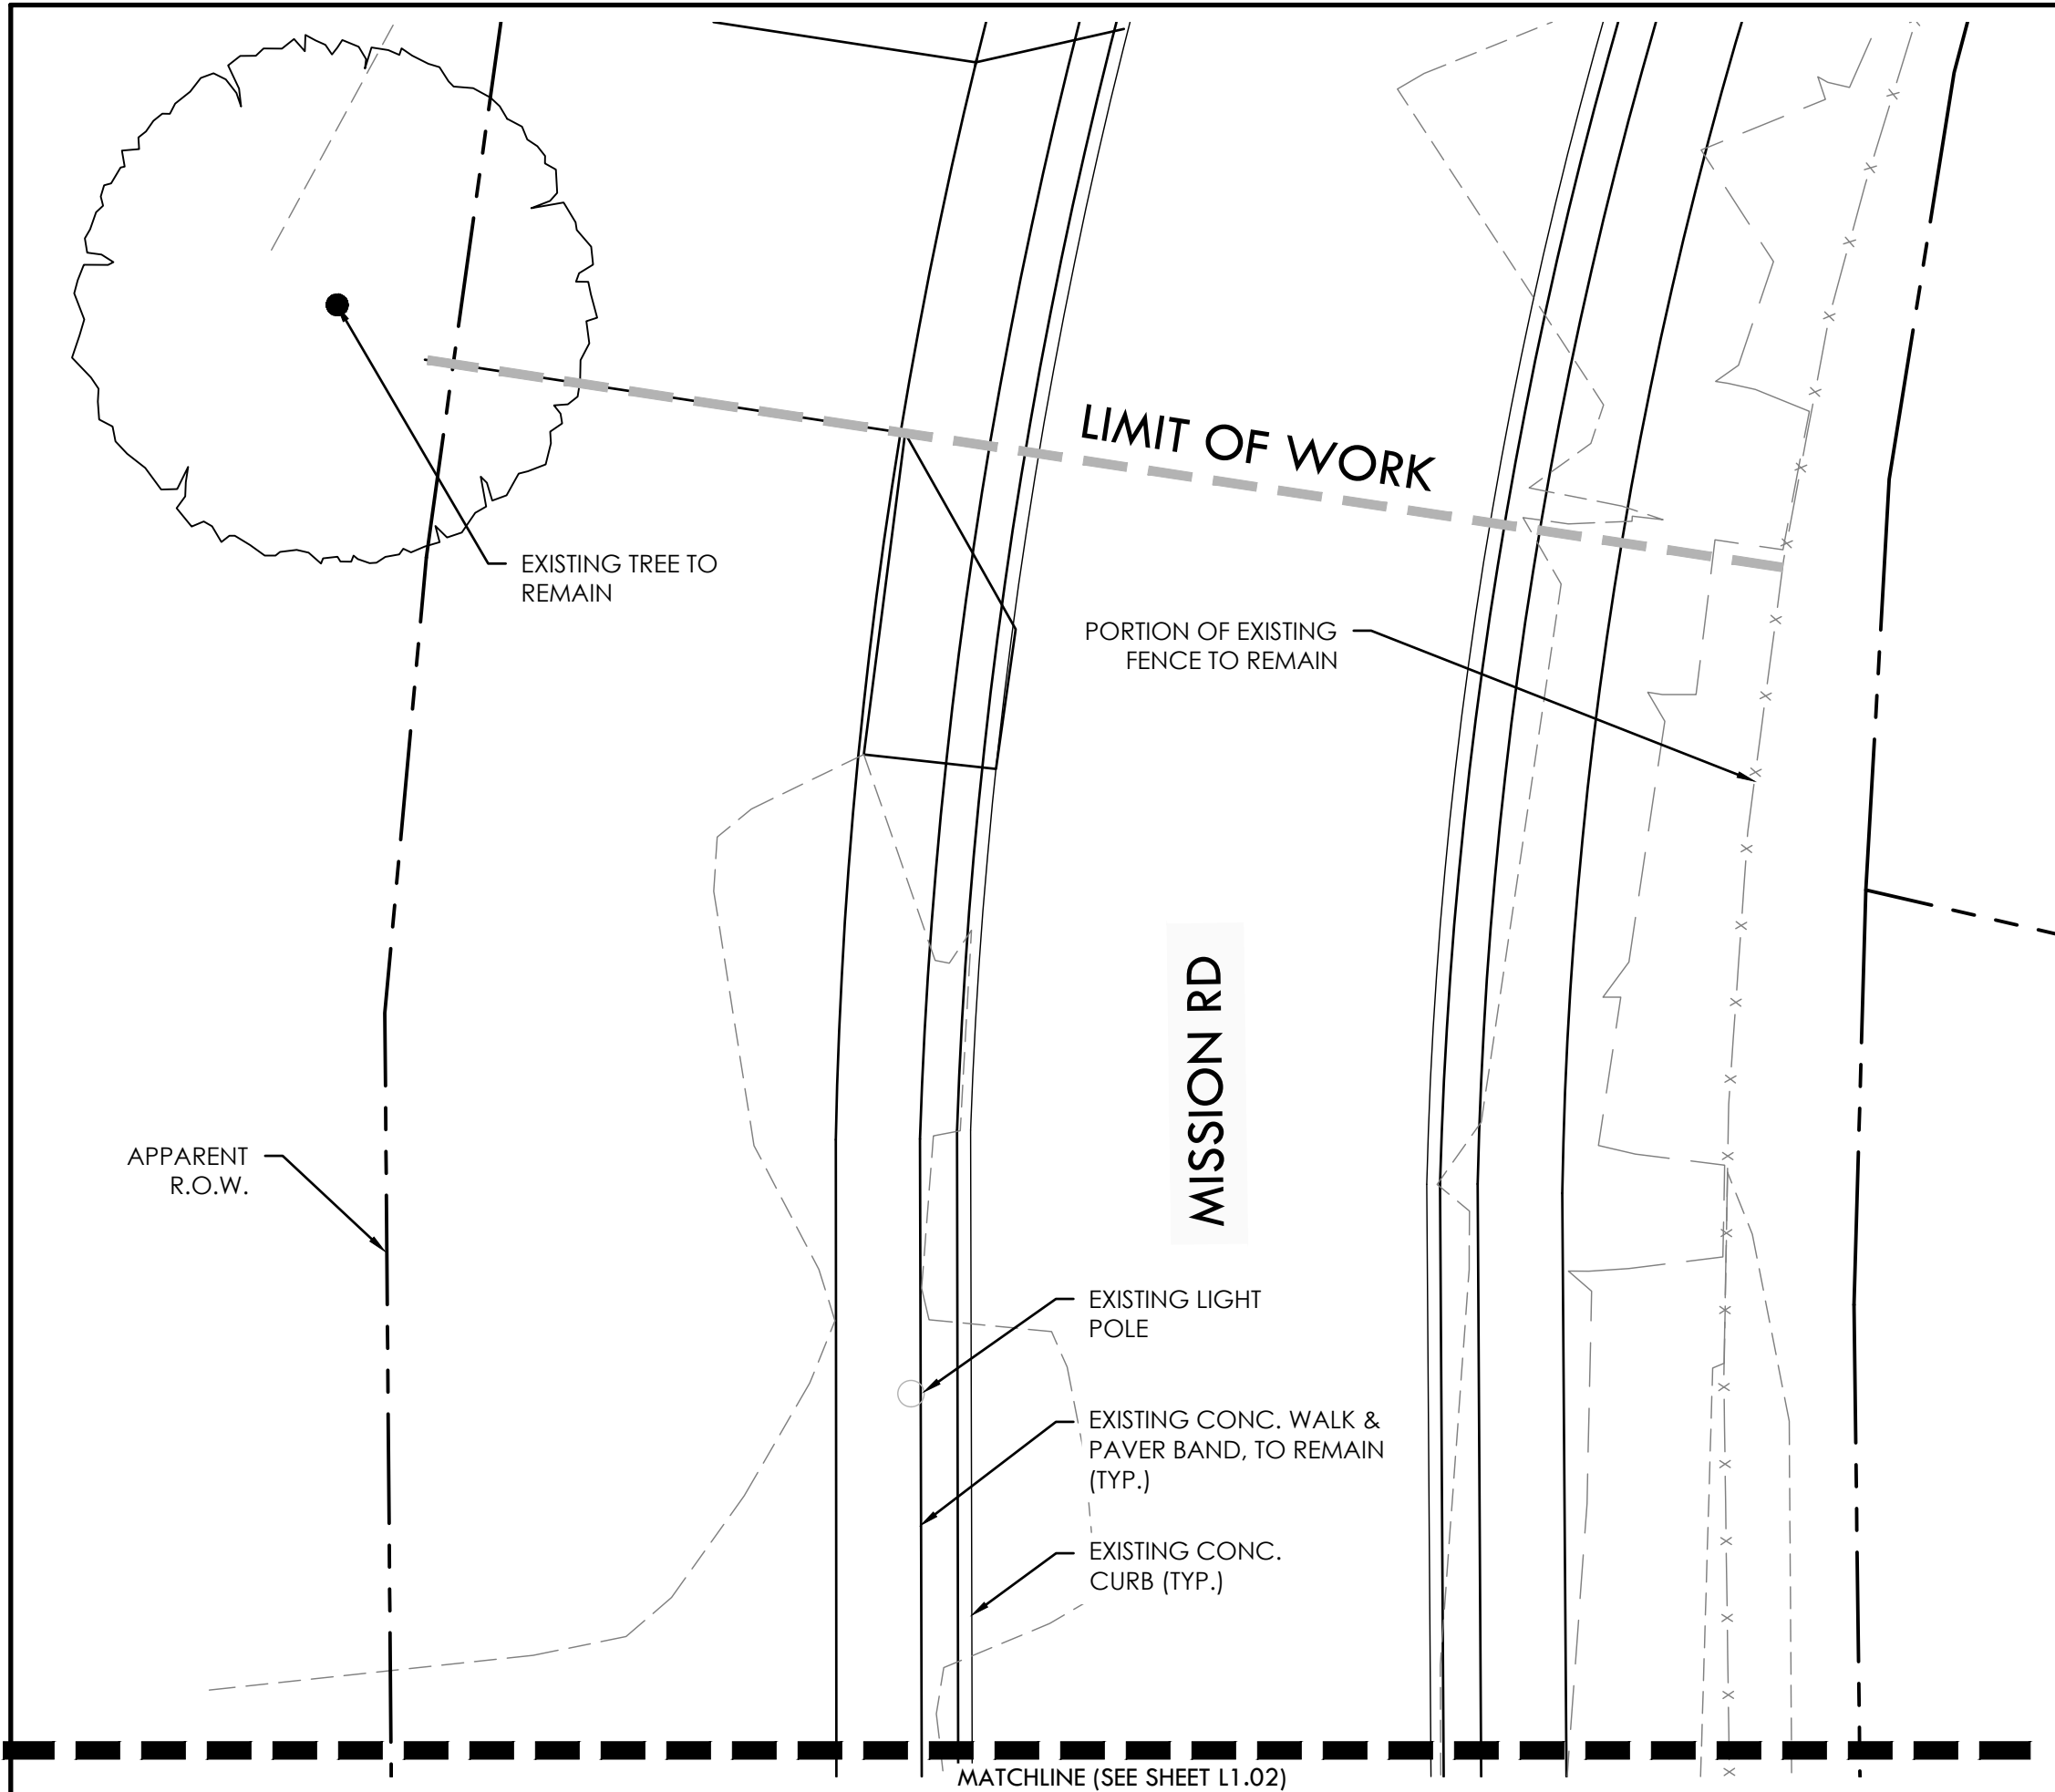 LIMIT OF WORK
EXISTING TREE TO
REMAIN
PORTION OF EXISTING
FENCE TO REMAIN
MISSION RD
APPARENT
R.O.W.
EXISTING LIGHT
POLE
EXISTING CONC. WALK &
PAVER BAND, TO REMAIN
(TYP.)
EXISTING CONC.
CURB (TYP.)
MATCHLINE (SEE SHEET L1.02)